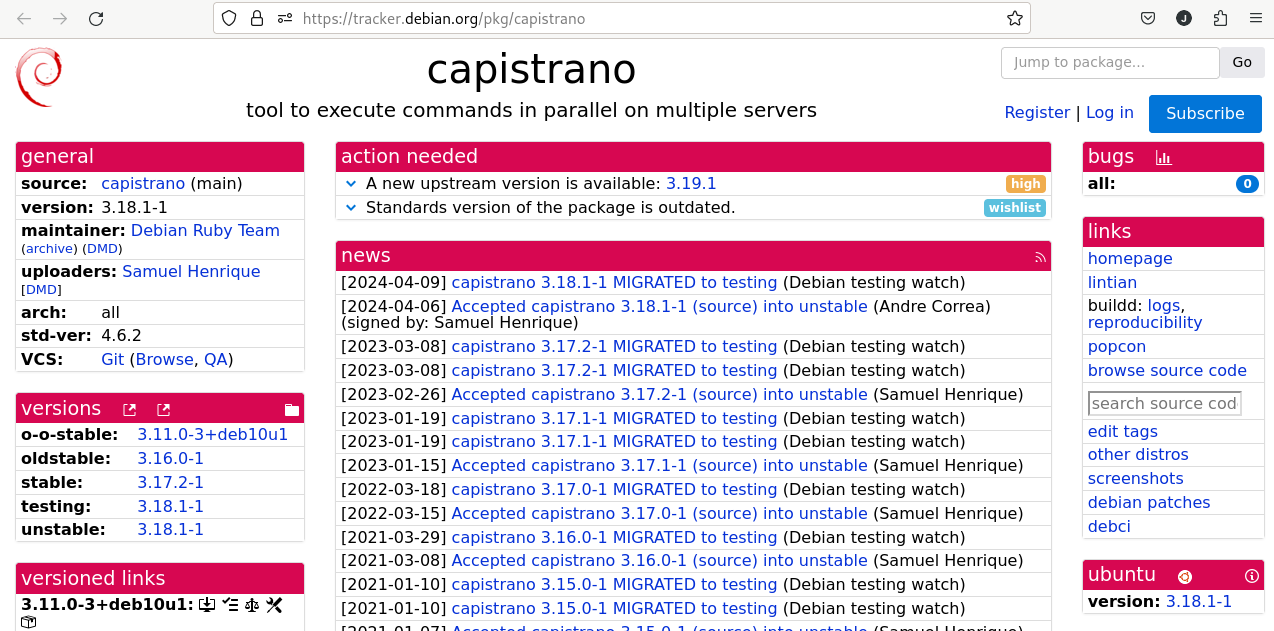 https://tracker.debian.org/pkg/capistrano
J
capistrano
tool to execute commands in parallel on multiple servers
Jump to package...
Go
Register | Log in
Subscribe
general
source: capistrano (main)
version: 3.18.1-1
maintainer: Debian Ruby Team
(archive) (DMD)
uploaders: Samuel Henrique
[DMD]
arch: all
std-ver: 4.6.2
VCS: Git (Browse, QA)
versions
o-o-stable: 3.11.0-3+deb10u1
oldstable: 3.16.0-1
stable: 3.17.2-1
testing: 3.18.1-1
unstable: 3.18.1-1
versioned links
3.11.0-3+deb10u1:
action needed
A new upstream version is available: 3.19.1 high
Standards version of the package is outdated. wishlist
news
[2024-04-09] capistrano 3.18.1-1 MIGRATED to testing (Debian testing watch)
[2024-04-06] Accepted capistrano 3.18.1-1 (source) into unstable (Andre Correa)
(signed by: Samuel Henrique)
[2023-03-08] capistrano 3.17.2-1 MIGRATED to testing (Debian testing watch)
[2023-03-08] capistrano 3.17.2-1 MIGRATED to testing (Debian testing watch)
[2023-02-26] Accepted capistrano 3.17.2-1 (source) into unstable (Samuel Henrique)
[2023-01-19] capistrano 3.17.1-1 MIGRATED to testing (Debian testing watch)
[2023-01-19] capistrano 3.17.1-1 MIGRATED to testing (Debian testing watch)
[2023-01-15] Accepted capistrano 3.17.1-1 (source) into unstable (Samuel Henrique)
[2022-03-18] capistrano 3.17.0-1 MIGRATED to testing (Debian testing watch)
[2022-03-15] Accepted capistrano 3.17.0-1 (source) into unstable (Samuel Henrique)
[2021-03-29] capistrano 3.16.0-1 MIGRATED to testing (Debian testing watch)
[2021-03-08] Accepted capistrano 3.16.0-1 (source) into unstable (Samuel Henrique)
[2021-01-10] capistrano 3.15.0-1 MIGRATED to testing (Debian testing watch)
[2021-01-10] capistrano 3.15.0-1 MIGRATED to testing (Debian testing watch)
[2021-01-07] Accepted capistrano 3.15.0-1 (source) into unstable (Samuel Henrique)
bugs
all: 0
links
homepage
lintian
buildd: logs,
reproducibility
popcon
browse source code
search source cod
edit tags
other distros
screenshots
debian patches
debci
ubuntu
version: 3.18.1-1